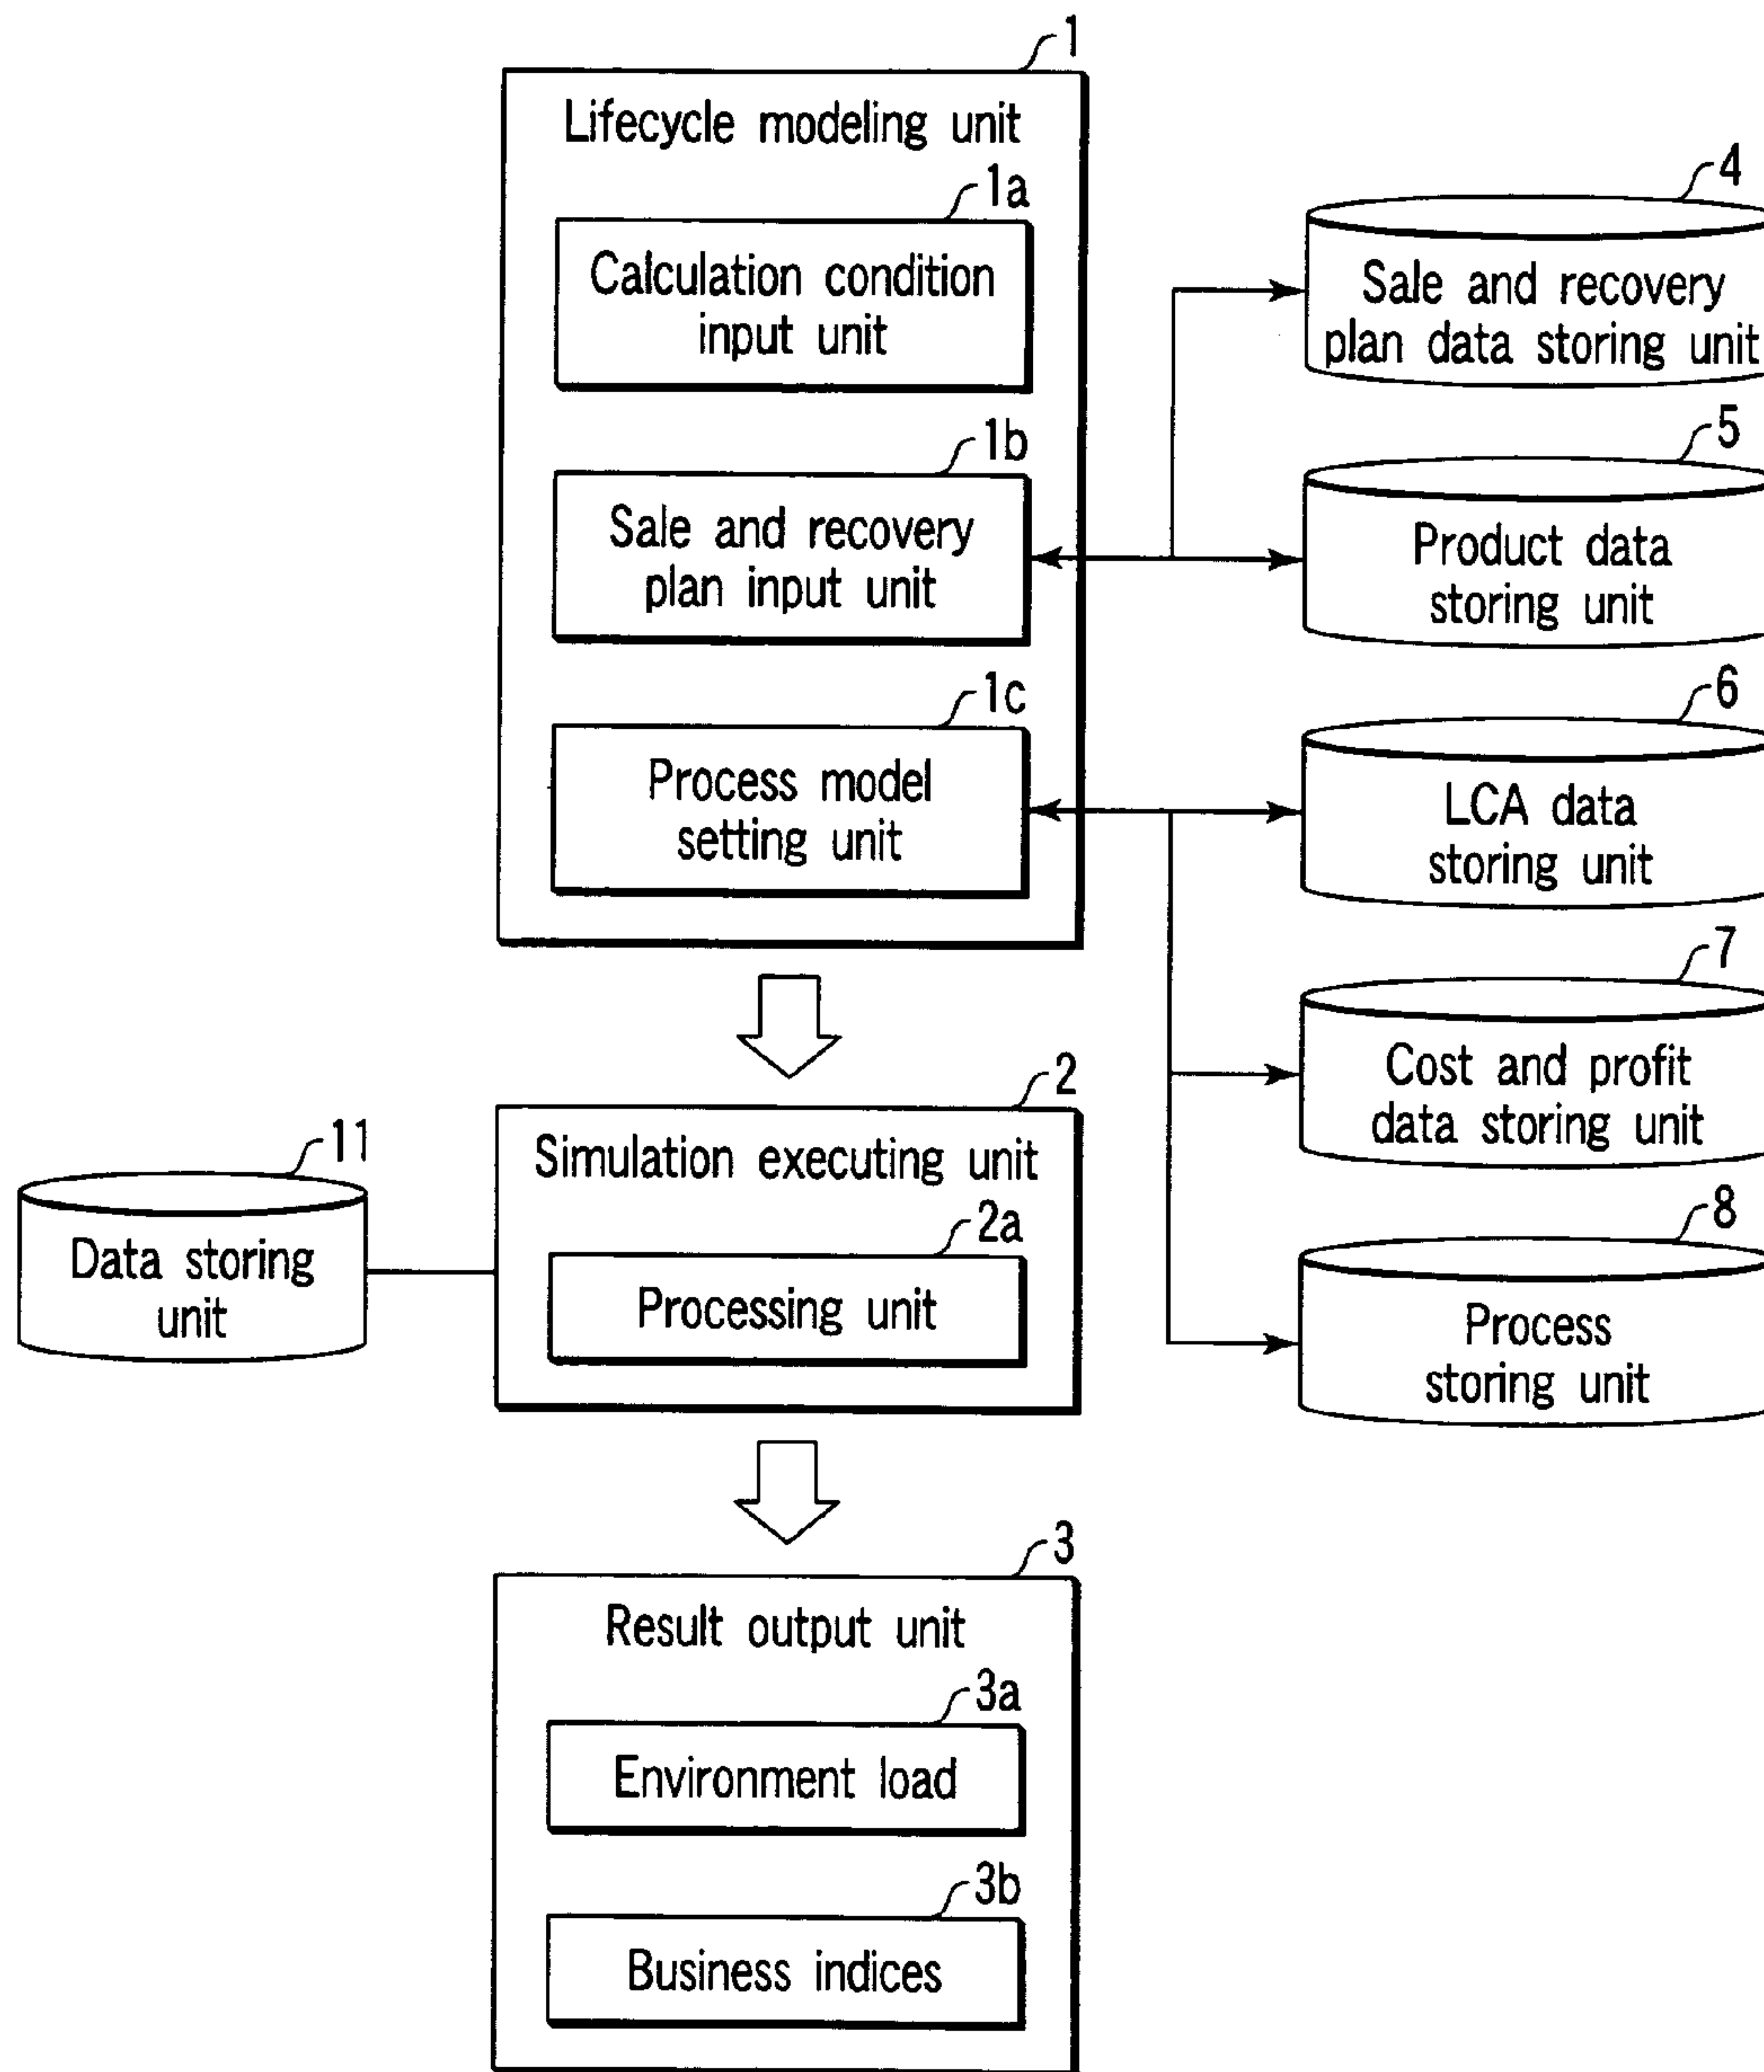 1
Lifecycle modeling unit
1a
Calculation condition
input unit
1b
Sale and recovery
plan input unit
1c
Process model
setting unit
4
Sale and recovery
plan data storing unit
5
Product data
storing unit
6
LCA data
storing unit
7
Cost and profit
data storing unit
8
Process
storing unit
11
Data storing
unit
2
Simulation executing unit
2a
Processing unit
3
Result output unit
3a
Environment load
3b
Business indices